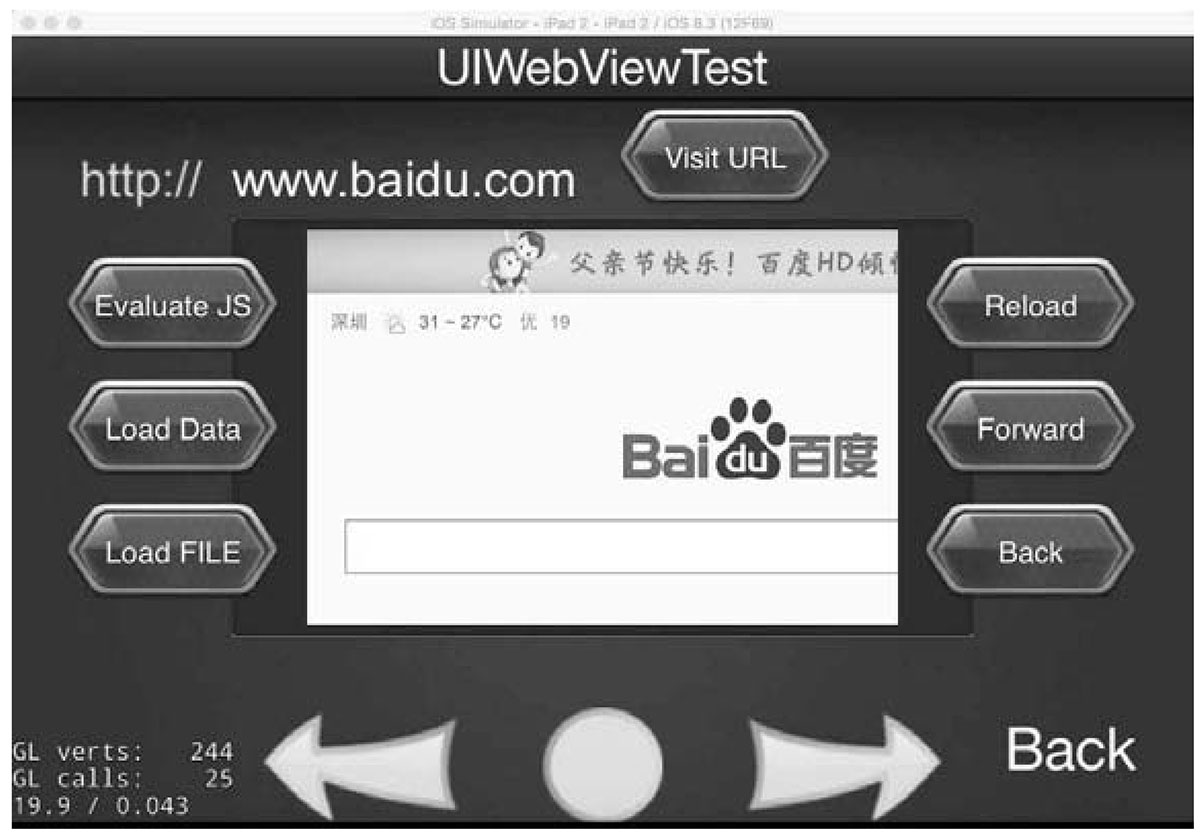 iOS Simulator - iPad 2 - iPad 2 / iOS 8.3 (12F69)
UIWebViewTest
Visit URL
http:// www.baidu.com
父亲节快乐！百度HD倾
Evaluate JS
Reload
深圳 31 ~ 27°C 优 19
Load Data
Forward
Bai du 百度
Load FILE
Back
GL verts: 244
GL calls: 25
19.9 / 0.043
Back